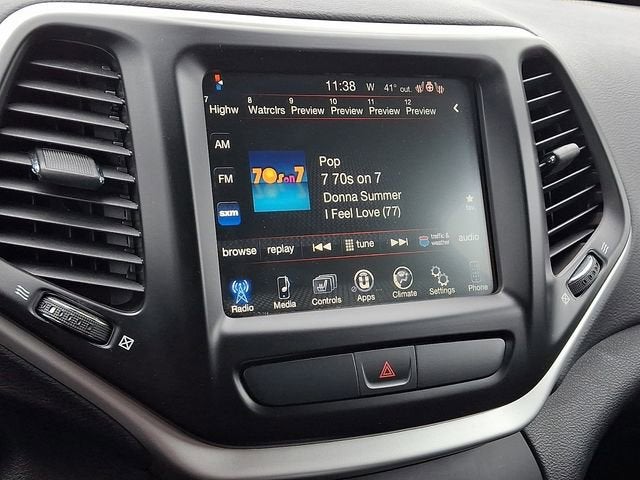 11:38 W 41° out
7 8 9 10 11 12
Highw Watrclrs Preview Preview Preview Preview
AM
FM
sxm
70s on 7
Pop
7 70s on 7
Donna Summer
I Feel Love (77)
fav
browse replay tune traffic & weather audio
Radio Media Controls Apps Climate Settings Phone